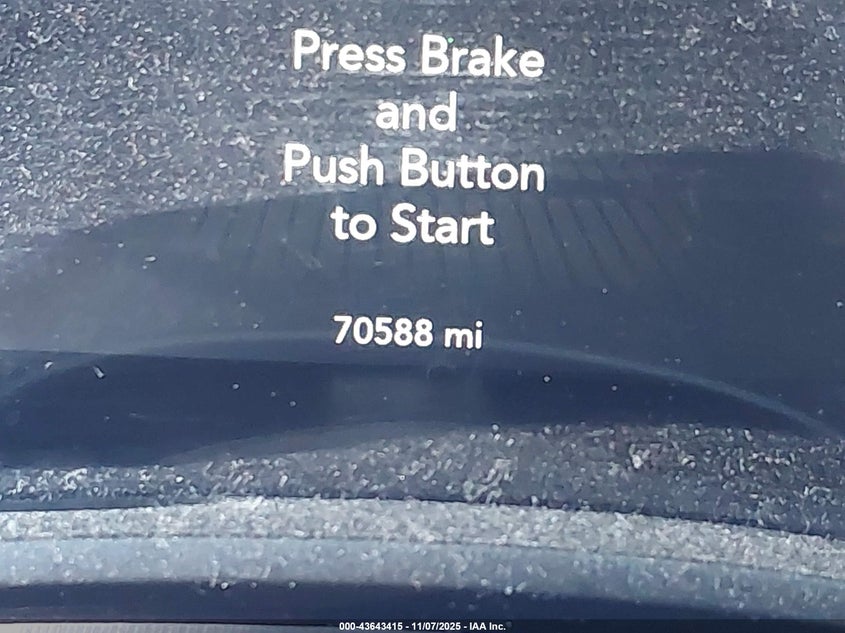 Press Brake
and
Push Button
to Start
70588 mi
000-43643415 - 11/07/2025 - IAA Inc.